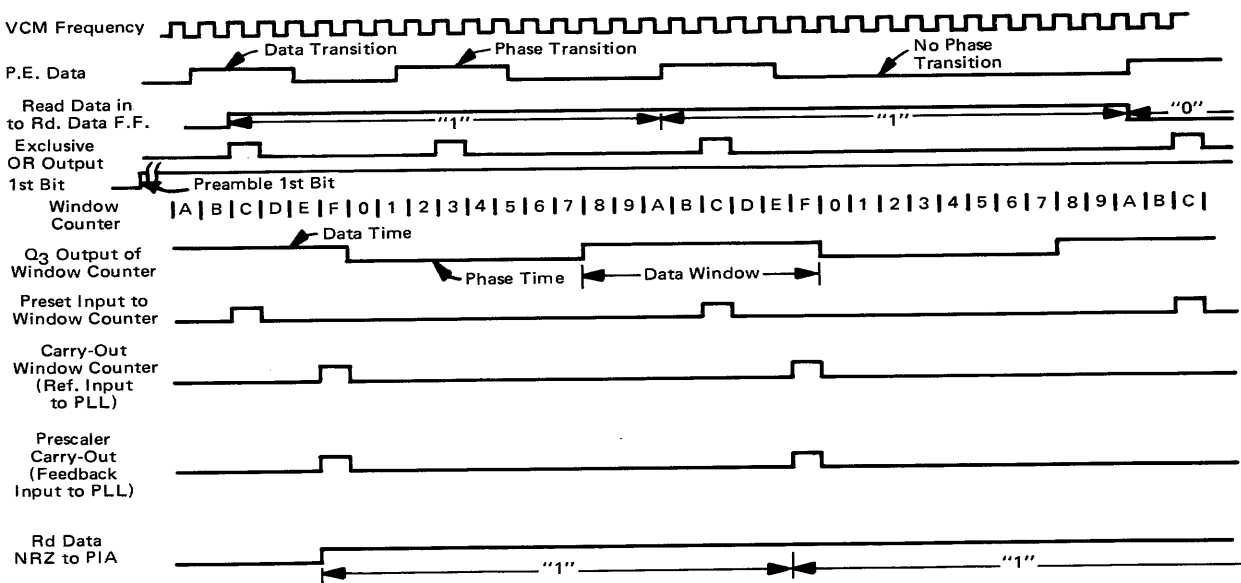 VCM Frequency
Data Transition
Phase Transition
No Phase
Transition
P.E. Data
Read Data in
to Rd. Data F.F.
"1"
"1"
"0"
Exclusive
OR Output
1st Bit
Preamble 1st Bit
Window
Counter
A B C D E F 0 1 2 3 4 5 6 7 8 9 A B C D E F 0 1 2 3 4 5 6 7 8 9 A B C
Data Time
Q3 Output of
Window Counter
Phase Time
Data Window
Preset Input to
Window Counter
Carry-Out
Window Counter
(Ref. Input
to PLL)
Prescaler
Carry-Out
(Feedback
Input to PLL)
Rd Data
NRZ to PIA
"1"
"1"